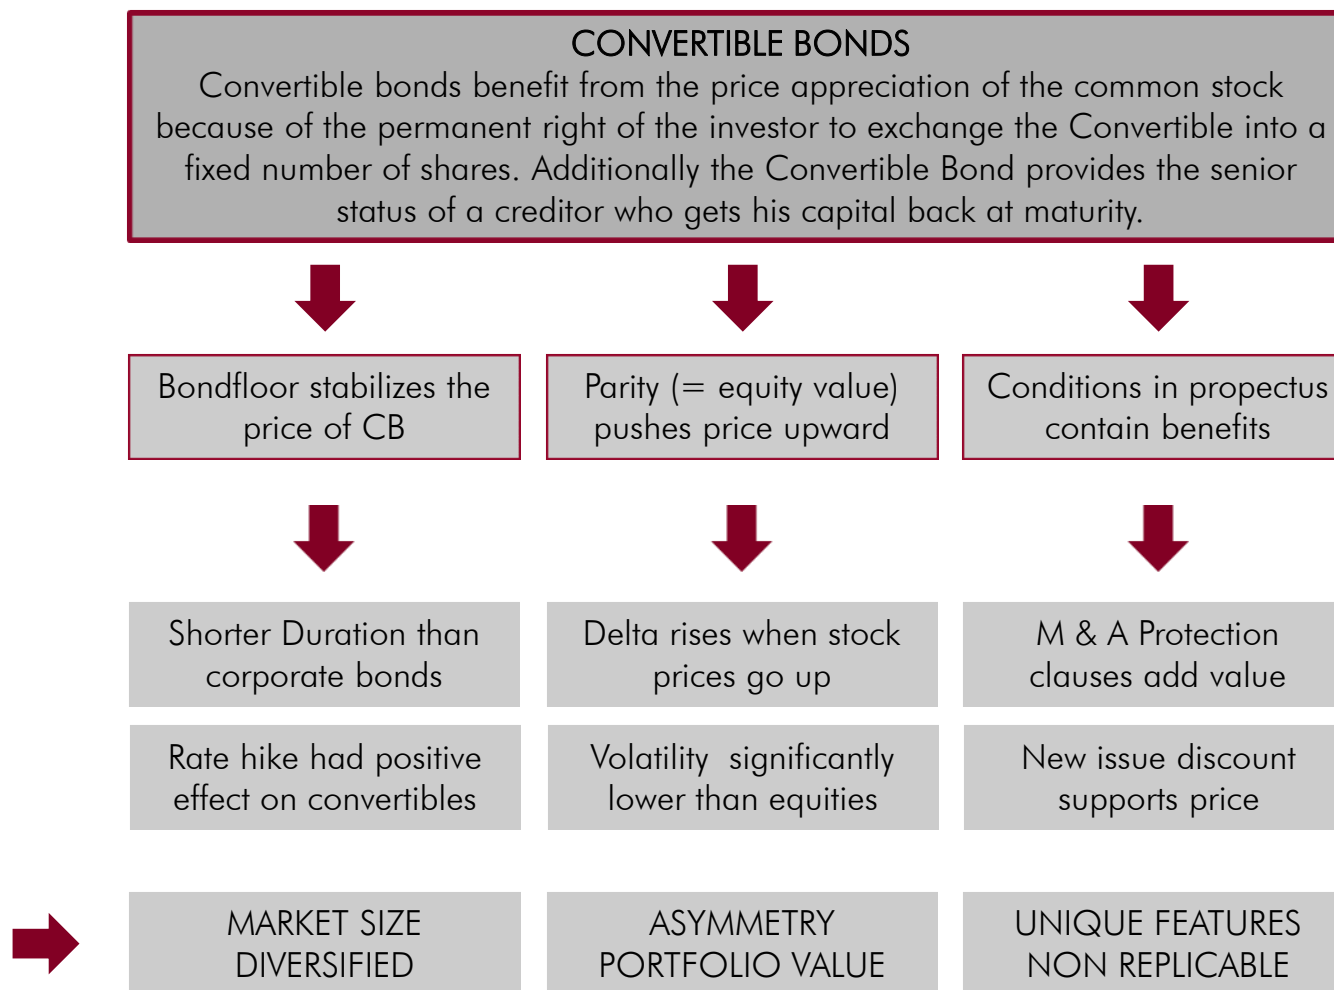 CONVERTIBLE BONDS
Convertible bonds benefit from the price appreciation of the common stock
because of the permanent right of the investor to exchange the Convertible into a
fixed number of shares. Additionally the Convertible Bond provides the senior
status of a creditor who gets his capital back at maturity.
Bondfloor stabilizes the
price of CB
Parity (= equity value)
pushes price upward
Conditions in propectus
contain benefits
Shorter Duration than
corporate bonds
Delta rises when stock
prices go up
M & A Protection
clauses add value
Rate hike had positive
effect on convertibles
Volatility significantly
lower than equities
New issue discount
supports price
MARKET SIZE
DIVERSIFIED
ASYMMETRY
PORTFOLIO VALUE
UNIQUE FEATURES
NON REPLICABLE